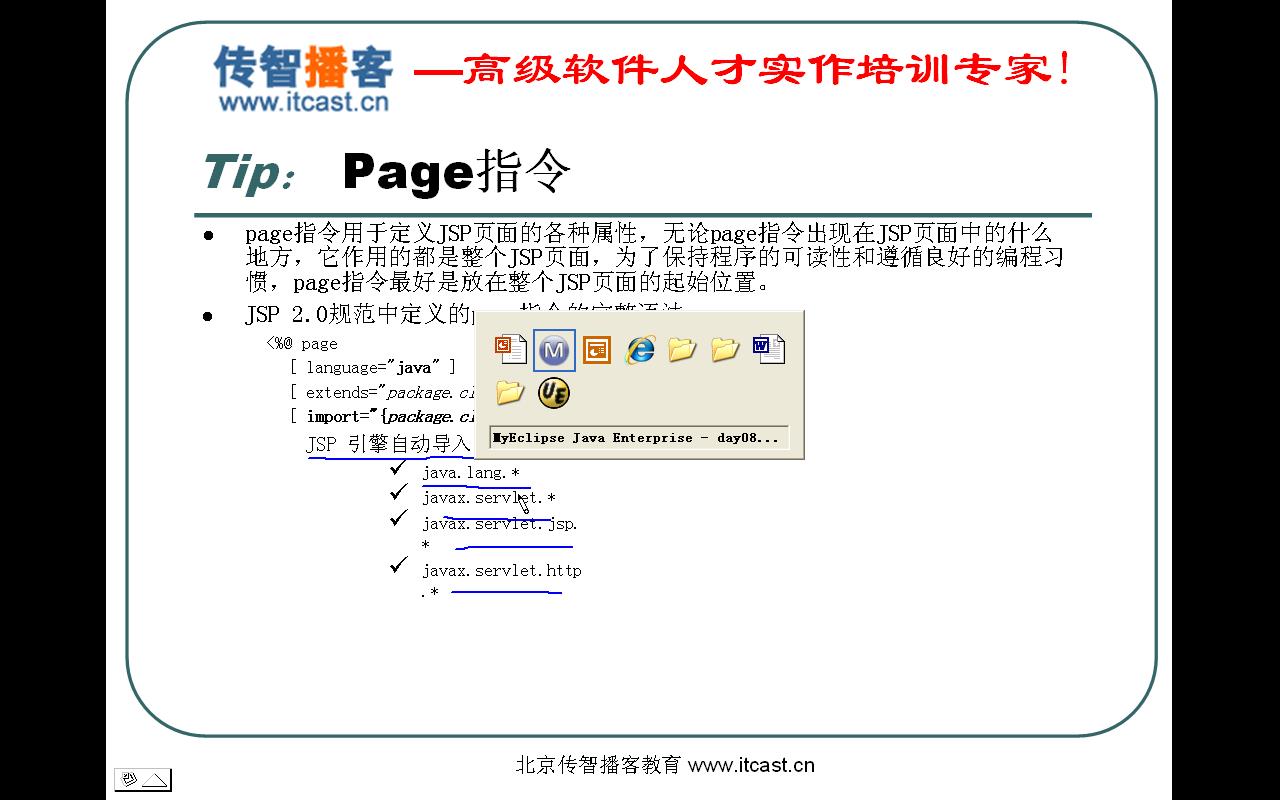 传智播客
www.itcast.cn
—高级软件人才实作培训专家!
Tip: Page指令
page指令用于定义JSP页面的各种属性，无论page指令出现在JSP页面中的什么
地方，它作用的都是整个JSP页面，为了保持程序的可读性和遵循良好的编程习
惯，page指令最好是放在整个JSP页面的起始位置。
JSP 2.0规范中定义的page指令的完整语法
<%@ page
[ language="java" ]
[ extends="package.cl
[ import="{package.cl
JSP 引擎自动导入
MyEclipse Java Enterprise - day08...
java.lang.*
javax.servlet.*
javax.servlet.jsp.
*
javax.servlet.http
.*
北京传智播客教育 www.itcast.cn